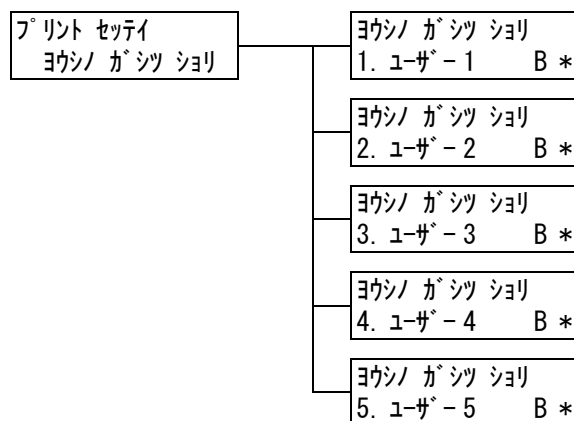 ﾌﾟﾘﾝﾄ ｾｯﾃｲ
ﾖｳｼﾉ ｶﾞｼﾂ ｼｮﾘ
ﾖｳｼﾉ ｶﾞｼﾂ ｼｮﾘ
1. ﾕｰｻﾞｰ1 B *
ﾖｳｼﾉ ｶﾞｼﾂ ｼｮﾘ
2. ﾕｰｻﾞｰ2 B *
ﾖｳｼﾉ ｶﾞｼﾂ ｼｮﾘ
3. ﾕｰｻﾞｰ3 B *
ﾖｳｼﾉ ｶﾞｼﾂ ｼｮﾘ
4. ﾕｰｻﾞｰ4 B *
ﾖｳｼﾉ ｶﾞｼﾂ ｼｮﾘ
5. ﾕｰｻﾞｰ5 B *